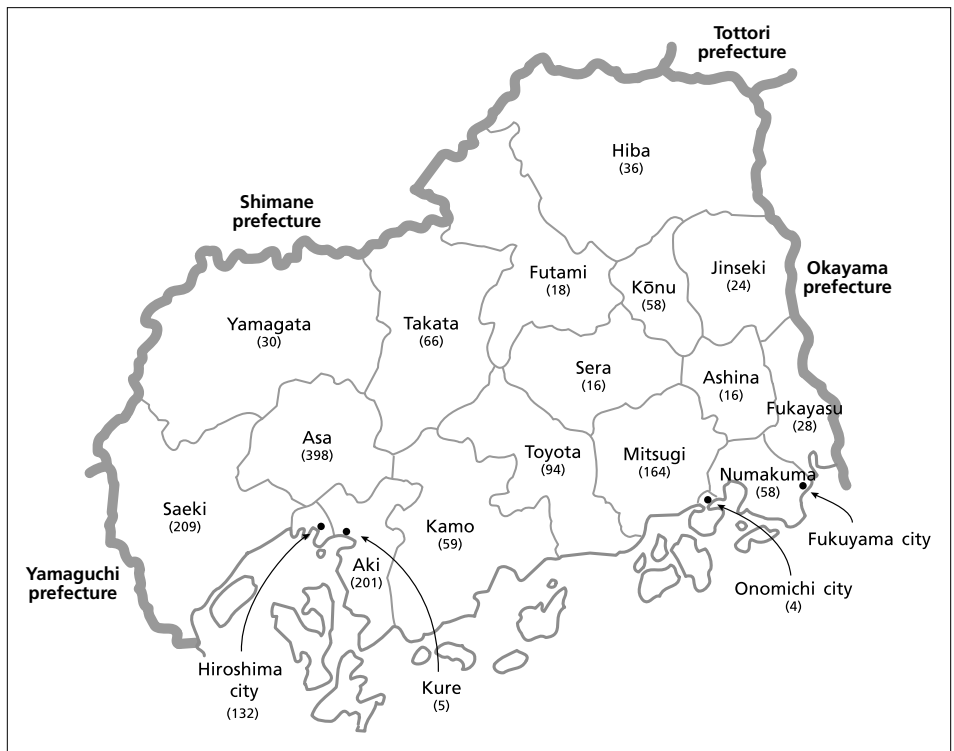 Tottori
prefecture
Hiba
(36)
Shimane
prefecture
Futami
(18)
Kōnu
(58)
Jinseki
(24)
Okayama
prefecture
Yamagata
(30)
Takata
(66)
Sera
(16)
Ashina
(16)
Fukayasu
(28)
Asa
(398)
Toyota
(94)
Mitsugi
(164)
Numakuma
(58)
Saeki
(209)
Kamo
(59)
Fukuyama city
Aki
(201)
Yamaguchi
prefecture
Onomichi city
(4)
Hiroshima
city
(132)
Kure
(5)